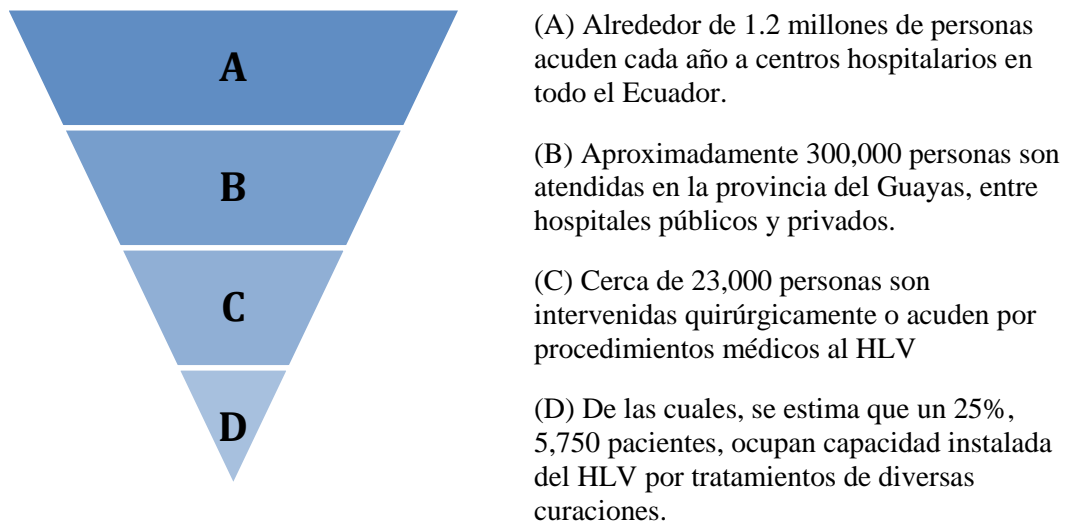 A
B
C
D
(A) Alrededor de 1.2 millones de personas
acuden cada año a centros hospitalarios en
todo el Ecuador.
(B) Aproximadamente 300,000 personas son
atendidas en la provincia del Guayas, entre
hospitales públicos y privados.
(C) Cerca de 23,000 personas son
intervenidas quirúrgicamente o acuden por
procedimientos médicos al HLV
(D) De las cuales, se estima que un 25%,
5,750 pacientes, ocupan capacidad instalada
del HLV por tratamientos de diversas
curaciones.